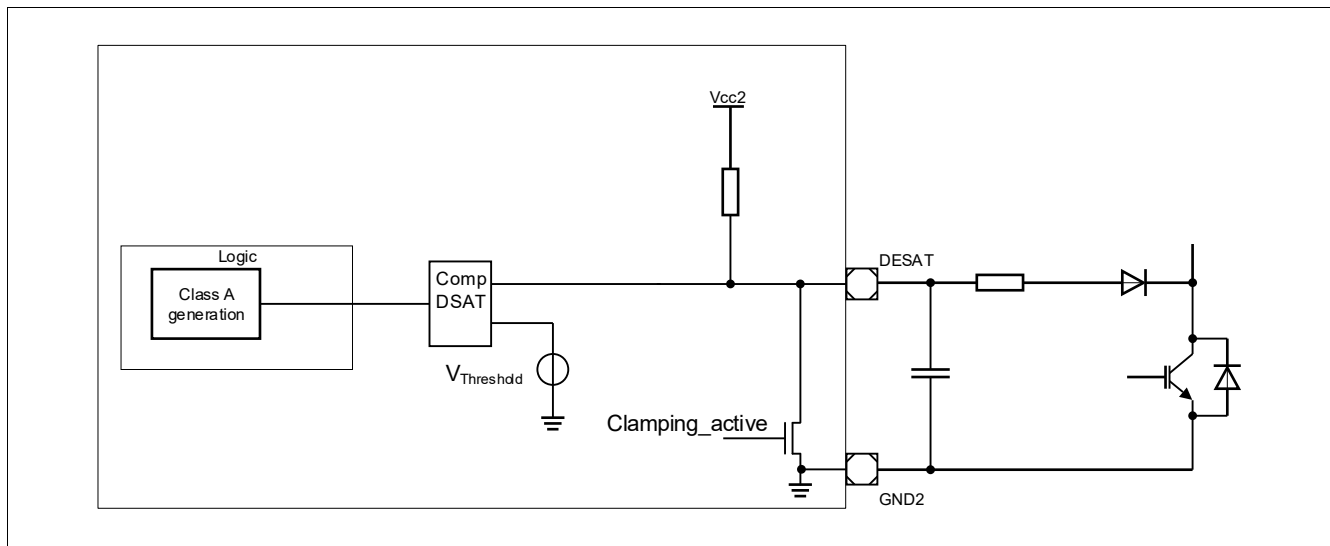 Vcc2
Logic
Class A
generation
Comp
DSAT
DESAT
VThreshold
Clamping_active
GND2